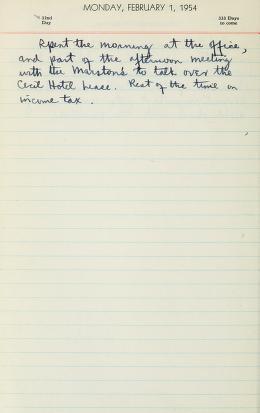 MONDAY, FEBRUARY 1, 1954
32nd Day
333 Days to come
Spent the morning at the office,
and part of the afternoon meeting
with the Marston's to talk over the
Cecil Hotel Lease. Rest of the time on
income tax.